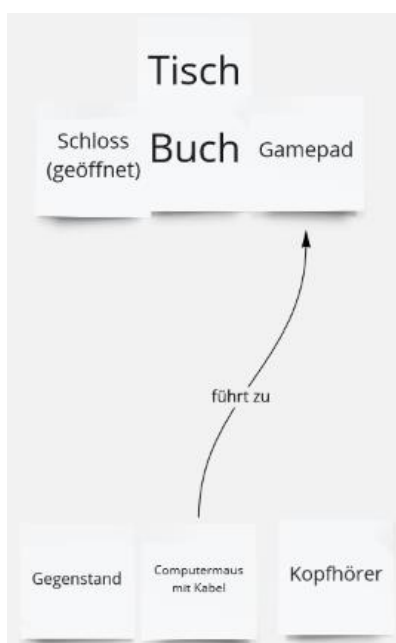 Tisch
Schloss
(geöffnet)
Buch
Gamepad
führt zu
Gegenstand
Computermaus
mit Kabel
Kopfhörer